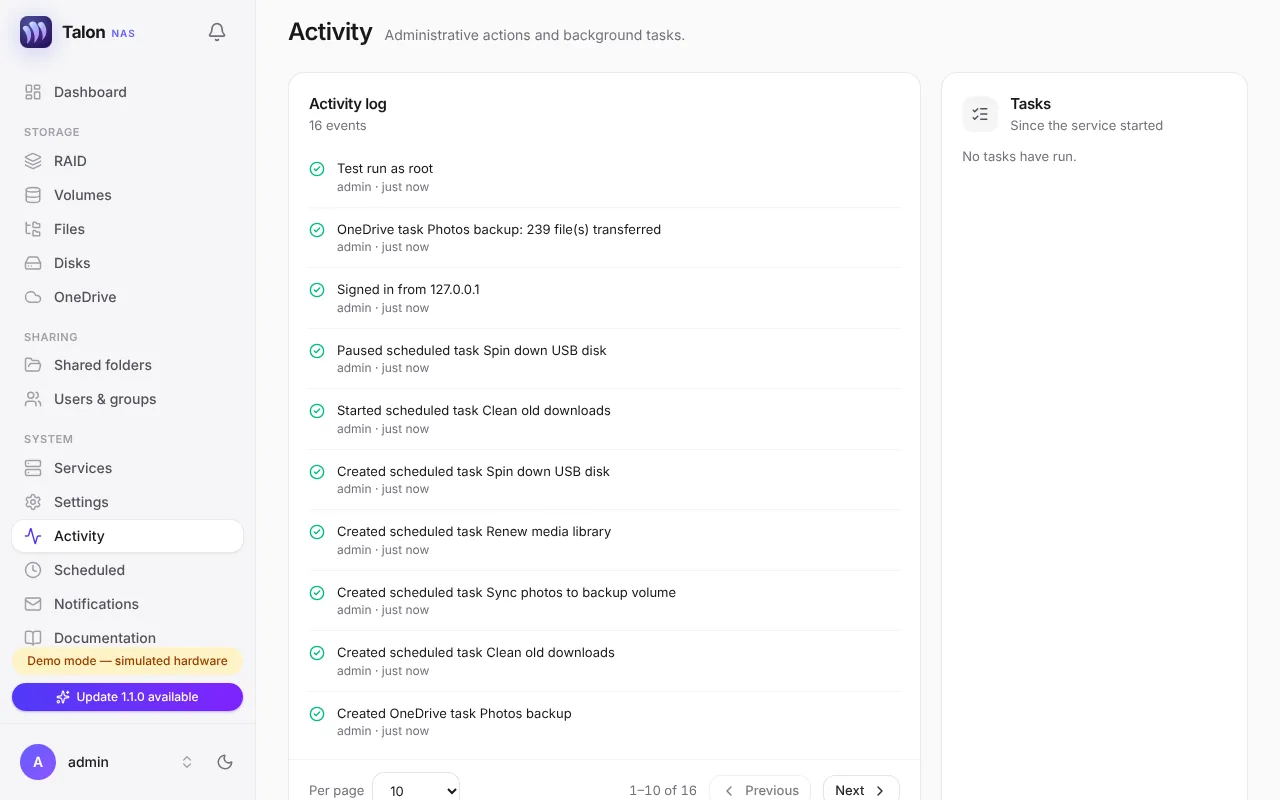 Talon NAS
Dashboard
STORAGE
RAID
Volumes
Files
Disks
OneDrive
SHARING
Shared folders
Users & groups
SYSTEM
Services
Settings
Activity
Scheduled
Notifications
Documentation
Demo mode — simulated hardware
Update 1.1.0 available
A
admin
Activity
Administrative actions and background tasks.
Activity log
16 events
Test run as root
admin · just now
OneDrive task Photos backup: 239 file(s) transferred
admin · just now
Signed in from 127.0.0.1
admin · just now
Paused scheduled task Spin down USB disk
admin · just now
Started scheduled task Clean old downloads
admin · just now
Created scheduled task Spin down USB disk
admin · just now
Created scheduled task Renew media library
admin · just now
Created scheduled task Sync photos to backup volume
admin · just now
Created scheduled task Clean old downloads
admin · just now
Created OneDrive task Photos backup
admin · just now
Per page
10
1–10 of 16
Previous
Next
Tasks
Since the service started
No tasks have run.